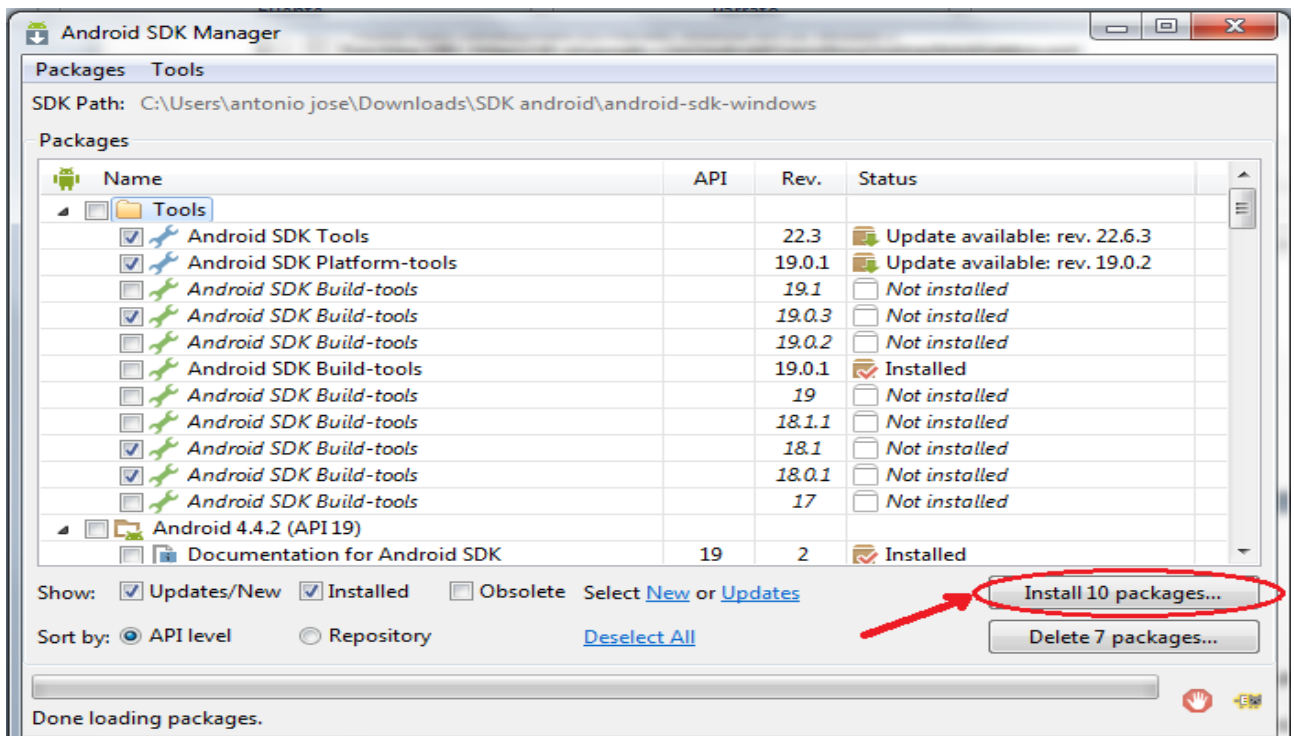 Android SDK Manager
Packages Tools
SDK Path: C:\Users\antonio jose\Downloads\SDK android\android-sdk-windows
Packages
Name API Rev. Status
Tools
Android SDK Tools 22.3 Update available: rev. 22.6.3
Android SDK Platform-tools 19.0.1 Update available: rev. 19.0.2
Android SDK Build-tools 19.1 Not installed
Android SDK Build-tools 19.0.3 Not installed
Android SDK Build-tools 19.0.2 Not installed
Android SDK Build-tools 19.0.1 Installed
Android SDK Build-tools 19 Not installed
Android SDK Build-tools 18.1.1 Not installed
Android SDK Build-tools 18.1 Not installed
Android SDK Build-tools 18.0.1 Not installed
Android SDK Build-tools 17 Not installed
Android 4.4.2 (API 19)
Documentation for Android SDK 19 2 Installed
Show: Updates/New Installed Obsolete Select New or Updates Install 10 packages...
Sort by: API level Repository Deselect All Delete 7 packages...
Done loading packages.